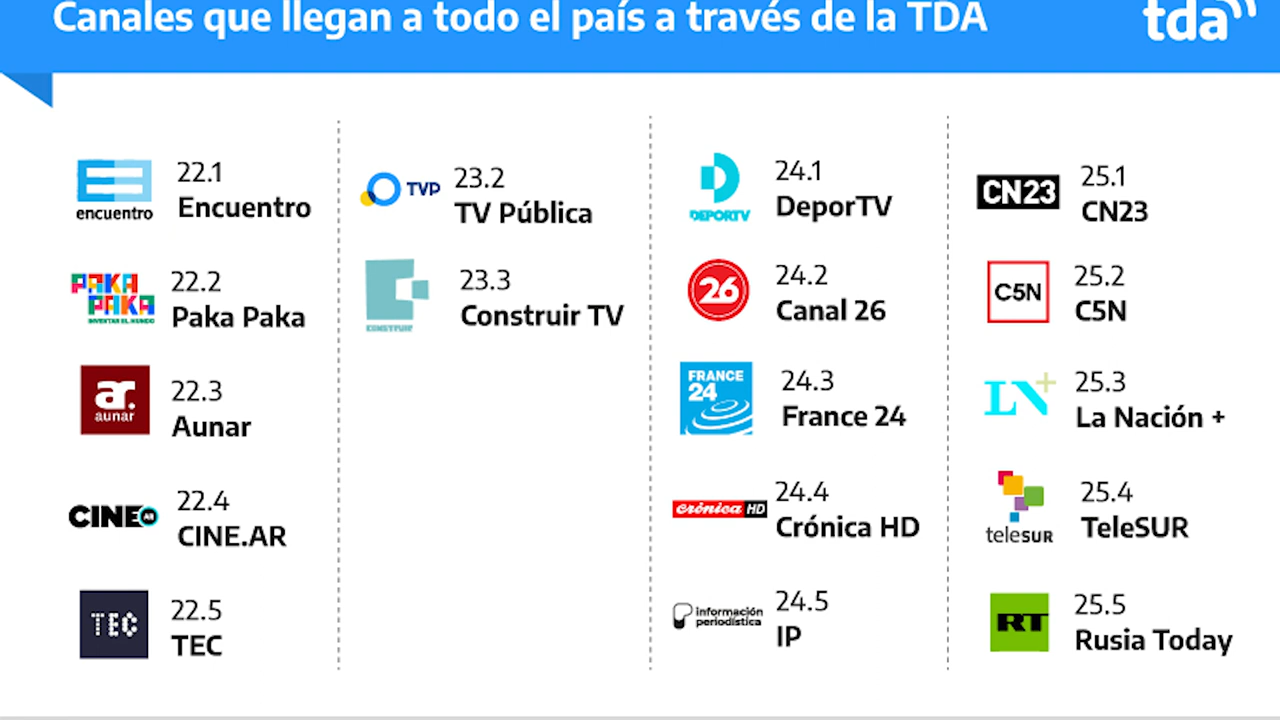 Canales que llegan a todo el país a través de la TDA
tda
encuentro
22.1
Encuentro
PAKA
PAKA
INVENTAR EL MUNDO
22.2
Paka Paka
ar.
aunar
22.3
Aunar
CINE AR
22.4
CINE.AR
TEC
22.5
TEC
TVP
23.2
TV Pública
CONSTRUIR
23.3
Construir TV
DEPORTV
24.1
DeporTV
26
24.2
Canal 26
FRANCE
24
24.3
France 24
crónica HD
24.4
Crónica HD
información
periodística
24.5
IP
CN23
25.1
CN23
C5N
25.2
C5N
LN+
25.3
La Nación +
teleSUR
25.4
TeleSUR
RT
25.5
Rusia Today